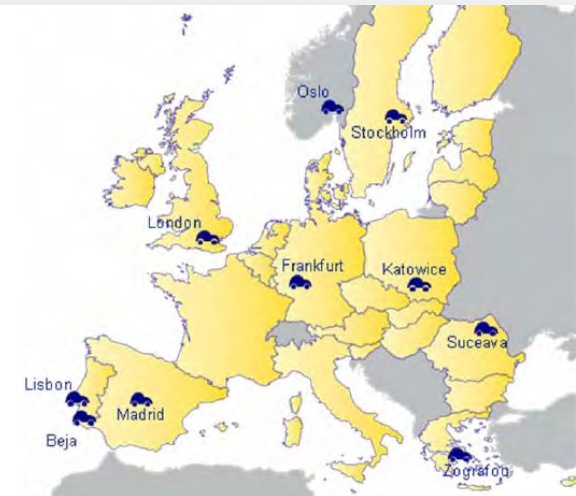 Oslo
Stockholm
London
Frankfurt
Katowice
Suceava
Lisbon
Madrid
Beja
Zografou